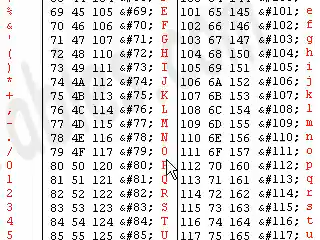 % 69 45 105 &#69; E 101 65 145 &#101; e
& 70 46 106 &#70; F 102 66 146 &#102; f
' 71 47 107 &#71; G 103 67 147 &#103; g
( 72 48 110 &#72; H 104 68 150 &#104; h
) 73 49 111 &#73; I 105 69 151 &#105; i
* 74 4A 112 &#74; J 106 6A 152 &#106; j
+ 75 4B 113 &#75; K 107 6B 153 &#107; k
, 76 4C 114 &#76; L 108 6C 154 &#108; l
- 77 4D 115 &#77; M 109 6D 155 &#109; m
. 78 4E 116 &#78; N 110 6E 156 &#110; n
/ 79 4F 117 &#79; O 111 6F 157 &#111; o
0 80 50 120 &#80; P 112 70 160 &#112; p
1 81 51 121 &#81; Q 113 71 161 &#113; q
2 82 52 122 &#82; R 114 72 162 &#114; r
3 83 53 123 &#83; S 115 73 163 &#115; s
4 84 54 124 &#84; T 116 74 164 &#116; t
5 85 55 125 &#85; U 117 75 165 &#117; u